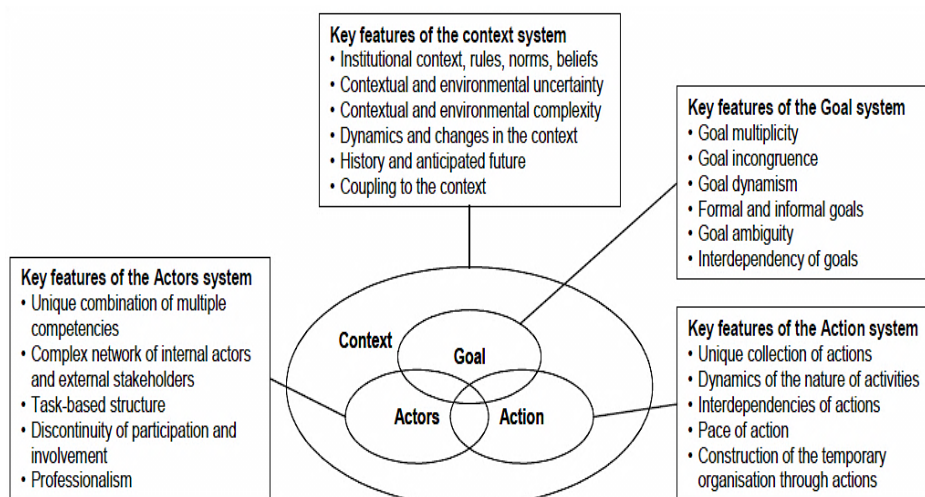 Key features of the context system
• Institutional context, rules, norms, beliefs
• Contextual and environmental uncertainty
• Contextual and environmental complexity
• Dynamics and changes in the context
• History and anticipated future
• Coupling to the context
Key features of the Goal system
• Goal multiplicity
• Goal incongruence
• Goal dynamism
• Formal and informal goals
• Goal ambiguity
• Interdependency of goals
Key features of the Actors system
• Unique combination of multiple
competencies
• Complex network of internal actors
and external stakeholders
• Task-based structure
• Discontinuity of participation and
involvement
• Professionalism
Context
Goal
Actors
Action
Key features of the Action system
• Unique collection of actions
• Dynamics of the nature of activities
• Interdependencies of actions
• Pace of action
• Construction of the temporary
organisation through actions